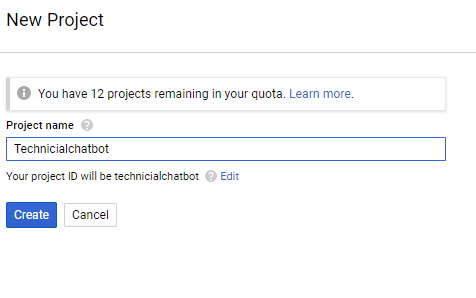 New Project
You have 12 projects remaining in your quota. Learn more.
Project name
Technicialchatbot
Your project ID will be technicialchatbot Edit
Create Cancel